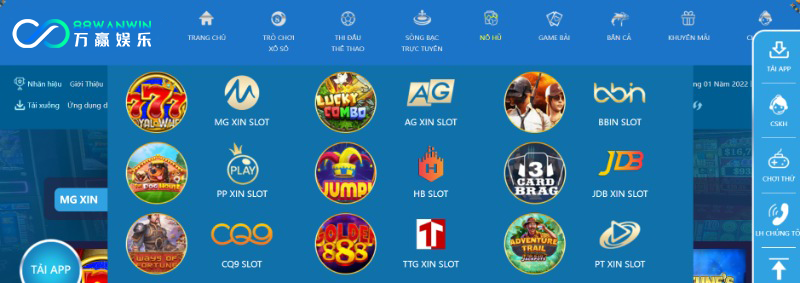 88WANWIN
万赢娱乐
TRANG CHỦ
TRÒ CHƠI
XỔ SỐ
THI ĐẤU
THỂ THAO
SÒNG BẠC
TRỰC TUYẾN
NỔ HŨ
GAME BÀI
BẮN CÁ
KHUYẾN MÃI
TẢI APP
Nhãn hiệu
Giới Thiệu
01 Năm 2022
Tải xuống
Ứng dụng
777
LUCKY
COMBO
MG XIN SLOT
AG
AG XIN SLOT
bbin
BBIN SLOT
CSKH
PLAY
PP XIN SLOT
JUMP!
H
HB SLOT
3
CARD
BRAG
JDB
JDB XIN SLOT
CHƠI THỬ
MG XIN
WAYS OF
FORTUNE
CQ9
CQ9 SLOT
GOLDEN
888
TTG XIN SLOT
ADVENTURE
TRAIL
PT XIN SLOT
LH CHÚNG TÔ
TẢI APP